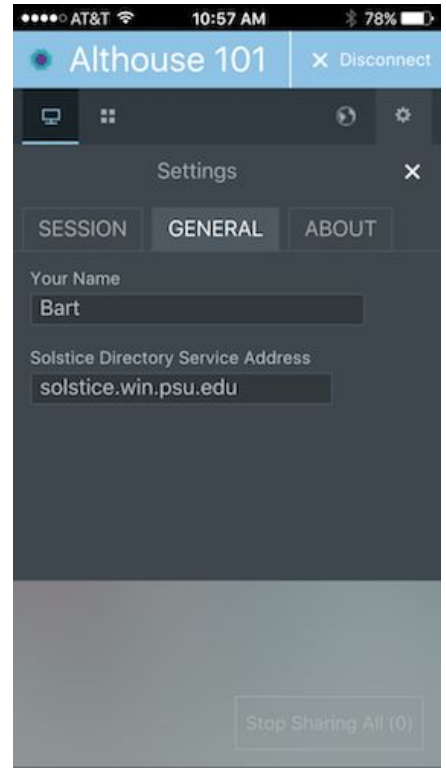 AT&T 10:57 AM 78%
Althouse 101 Disconnect
Settings
SESSION GENERAL ABOUT
Your Name
Bart
Solstice Directory Service Address
solstice.win.psu.edu
Stop Sharing All (0)